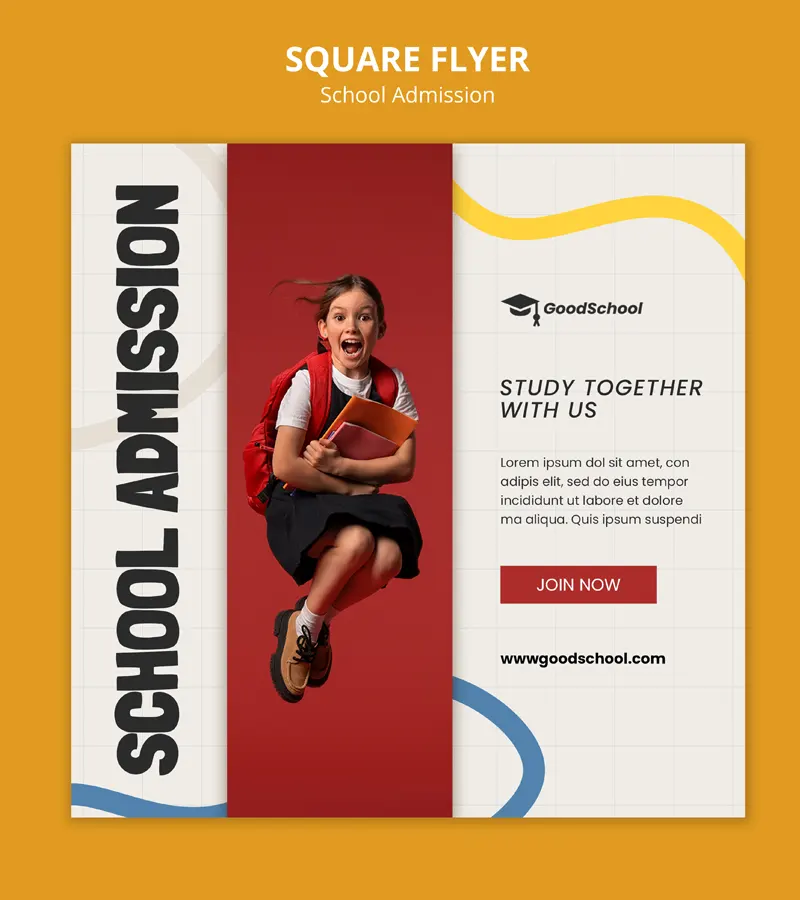 SQUARE FLYER
School Admission
SCHOOL ADMISSION
GoodSchool
STUDY TOGETHER
WITH US
Lorem ipsum dol sit amet, con
adipis elit, sed do eius tempor
incididunt ut labore et dolore
ma aliqua. Quis ipsum suspendi
JOIN NOW
wwwgoodschool.com